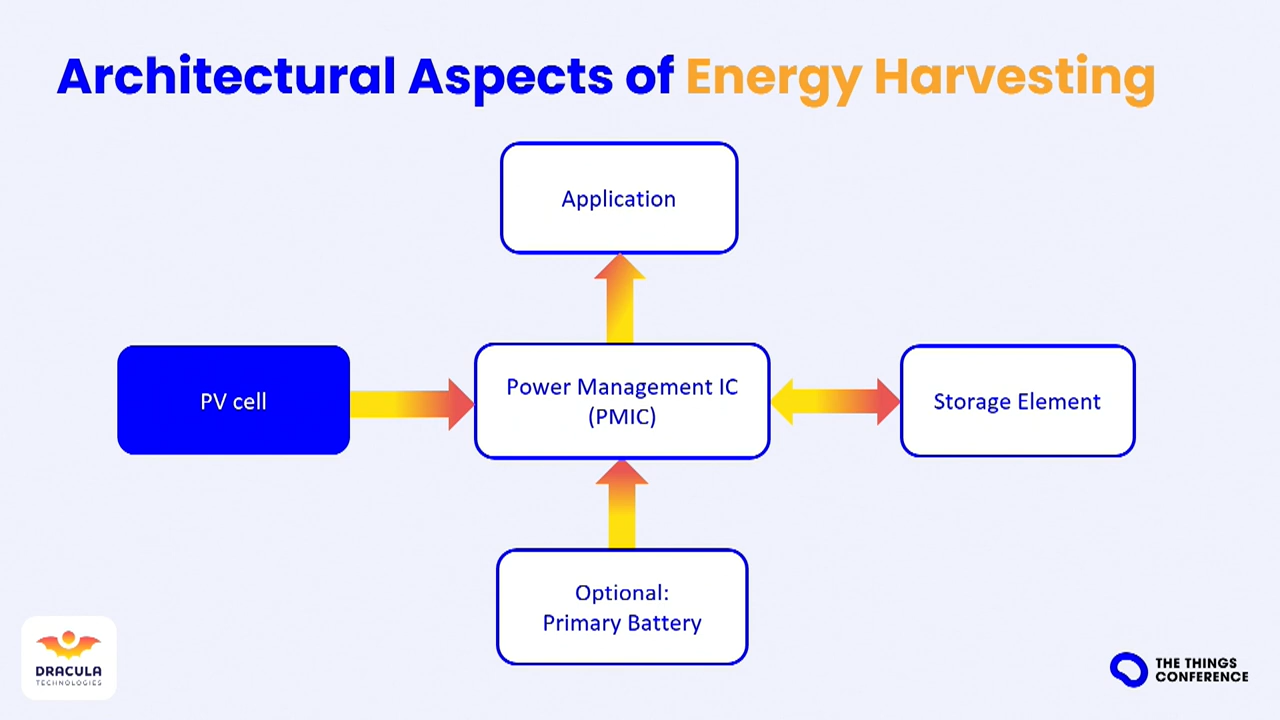 Architectural Aspects of Energy Harvesting
Application
PV cell
Power Management IC
(PMIC)
Storage Element
Optional:
Primary Battery
DRACULA
TECHNOLOGIES
THE THINGS
CONFERENCE